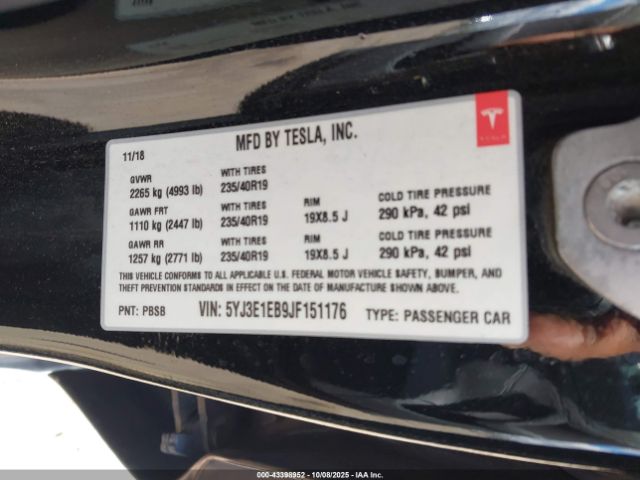 MFD BY TESLA, INC.
TESLA
11/18
GVWR WITH TIRES
2265 kg (4993 lb) 235/40R19
GAWR FRT WITH TIRES RIM COLD TIRE PRESSURE
1110 kg (2447 lb) 235/40R19 19X8.5 J 290 kPa, 42 psi
GAWR RR WITH TIRES RIM COLD TIRE PRESSURE
1257 kg (2771 lb) 235/40R19 19X8.5 J 290 kPa, 42 psi
THIS VEHICLE CONFORMS TO ALL APPLICABLE U.S. FEDERAL MOTOR VEHICLE SAFETY, BUMPER, AND
THEFT PREVENTION STANDARDS IN EFFECT ON THE DATE OF MANUFACTURE SHOWN ABOVE.
PNT: PBSB VIN: 5YJ3E1EB9JF151176 TYPE: PASSENGER CAR
000-43398952 - 10/08/2025 - IAA Inc.